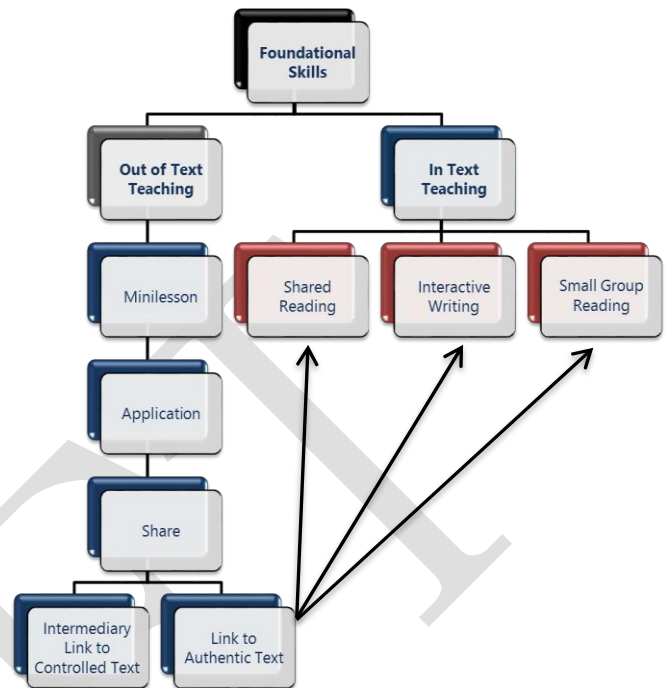 Foundational
Skills
Out of Text
Teaching
In Text
Teaching
Minilesson
Shared
Reading
Interactive
Writing
Small Group
Reading
Application
Share
Intermediary
Link to
Controlled Text
Link to
Authentic Text